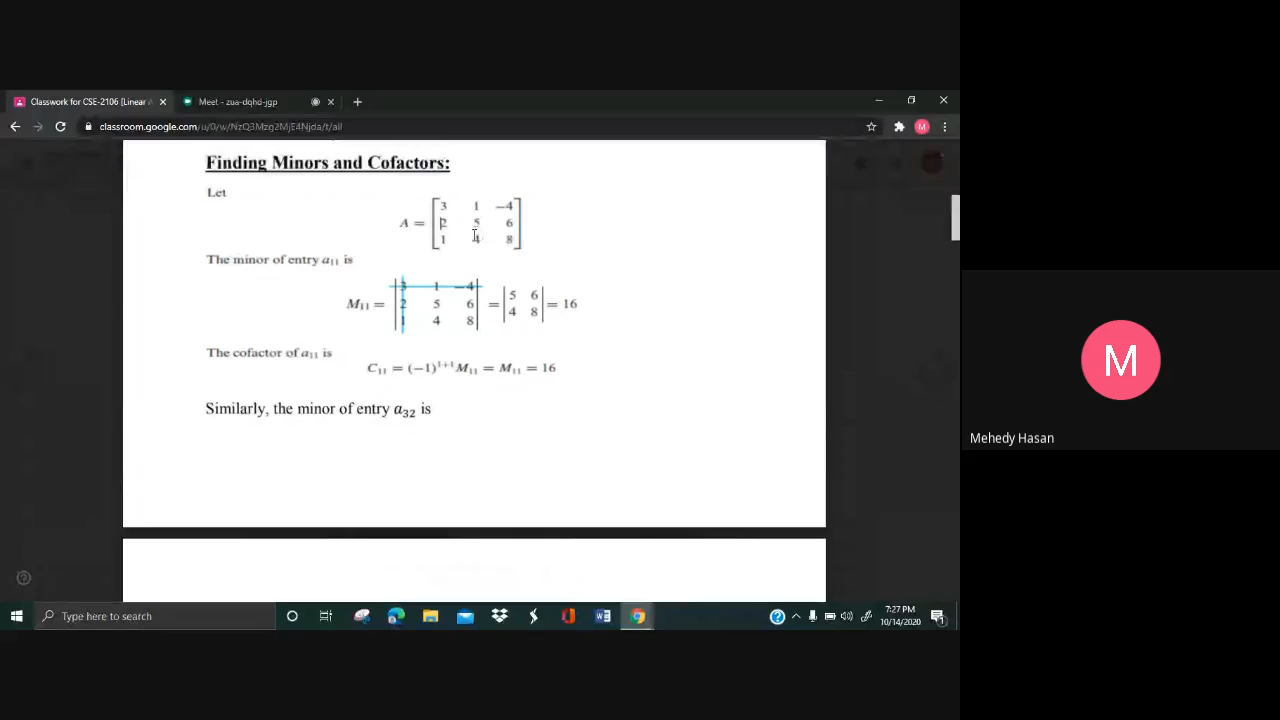 Classwork for CSE-2106 [Linear A
Meet - zua-dqhd-jgp
classroom.google.com/u/0/w/NzQ3Mzg2MjE4Njda/t/all
M
Finding Minors and Cofactors:
Let
A = [ 3 1 −4
2 5 6
1 4 8 ]
The minor of entry a₁₁ is
M₁₁ = | 3 1 −4
2 5 6
1 4 8 | = | 5 6
4 8 | = 16
The cofactor of a₁₁ is
C₁₁ = (−1)¹⁺¹ M₁₁ = M₁₁ = 16
Similarly, the minor of entry a₃₂ is
M
Mehedy Hasan
Type here to search
7:27 PM
10/14/2020